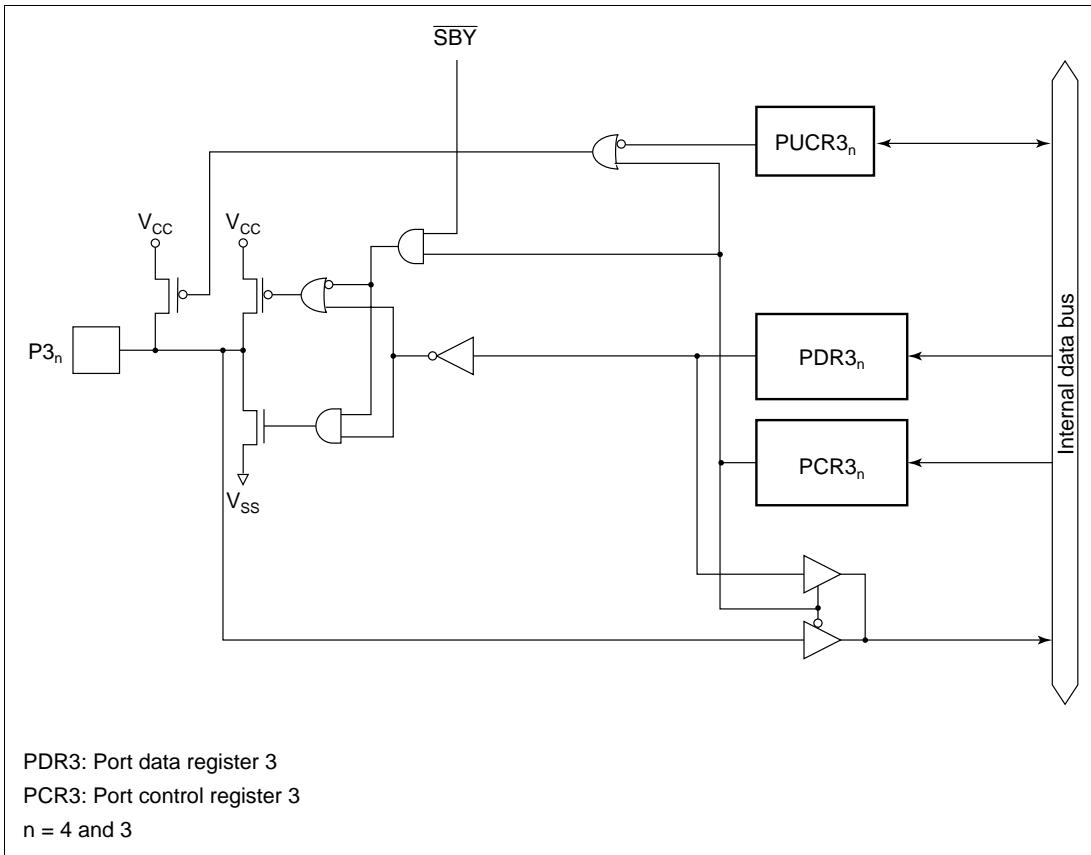 SBY
PUCR3n
VCC
VCC
P3n
PDR3n
PCR3n
VSS
Internal data bus
PDR3: Port data register 3
PCR3: Port control register 3
n = 4 and 3